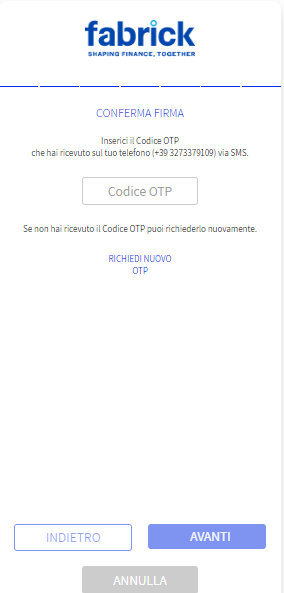 fabrick
SHAPING FINANCE, TOGETHER
CONFERMA FIRMA
Inserici il Codice OTP
che hai ricevuto sul tuo telefono (+39 3273379109) via SMS.
Codice OTP
Se non hai ricevuto il Codice OTP puoi richiederlo nuovamente.
RICHIEDI NUOVO
OTP
INDIETRO
AVANTI
ANNULLA